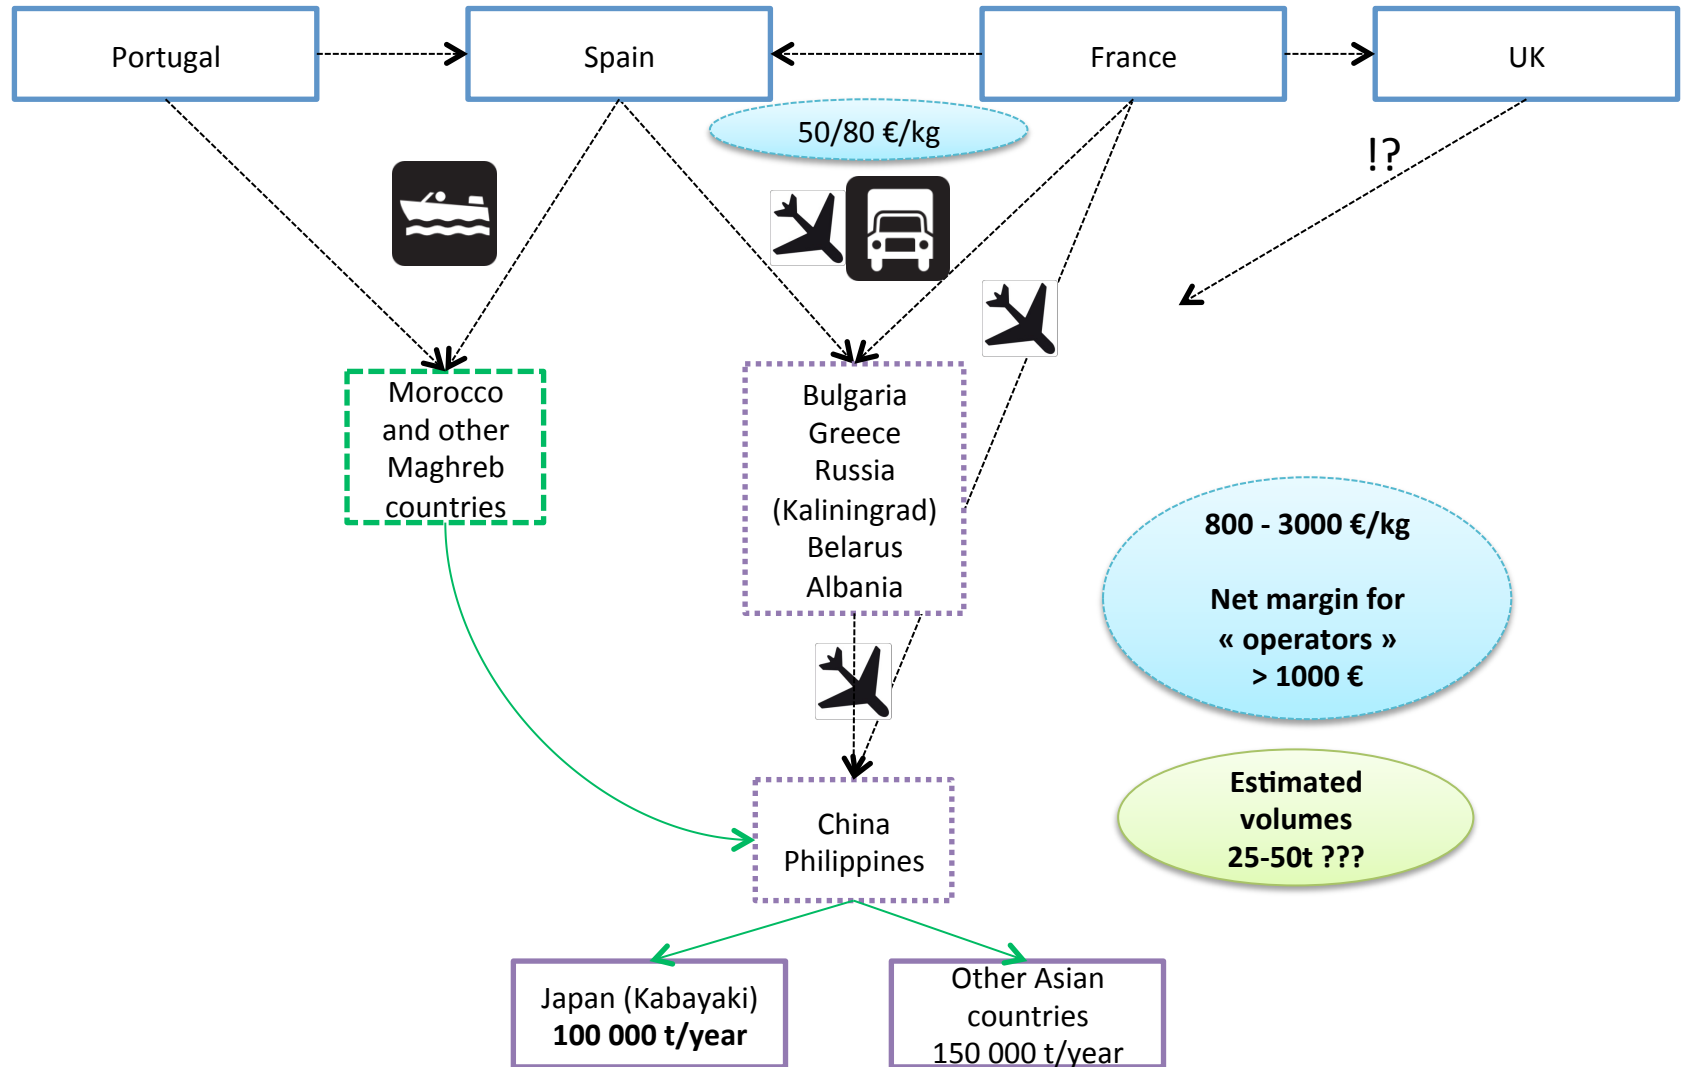 Portugal
Spain
France
UK
50/80 €/kg
!?
Morocco
and other
Maghreb
countries
Bulgaria
Greece
Russia
(Kaliningrad)
Belarus
Albania
800 - 3000 €/kg
Net margin for
« operators »
> 1000 €
Estimated
volumes
25-50t ???
China
Philippines
Japan (Kabayaki)
100 000 t/year
Other Asian
countries
150 000 t/year